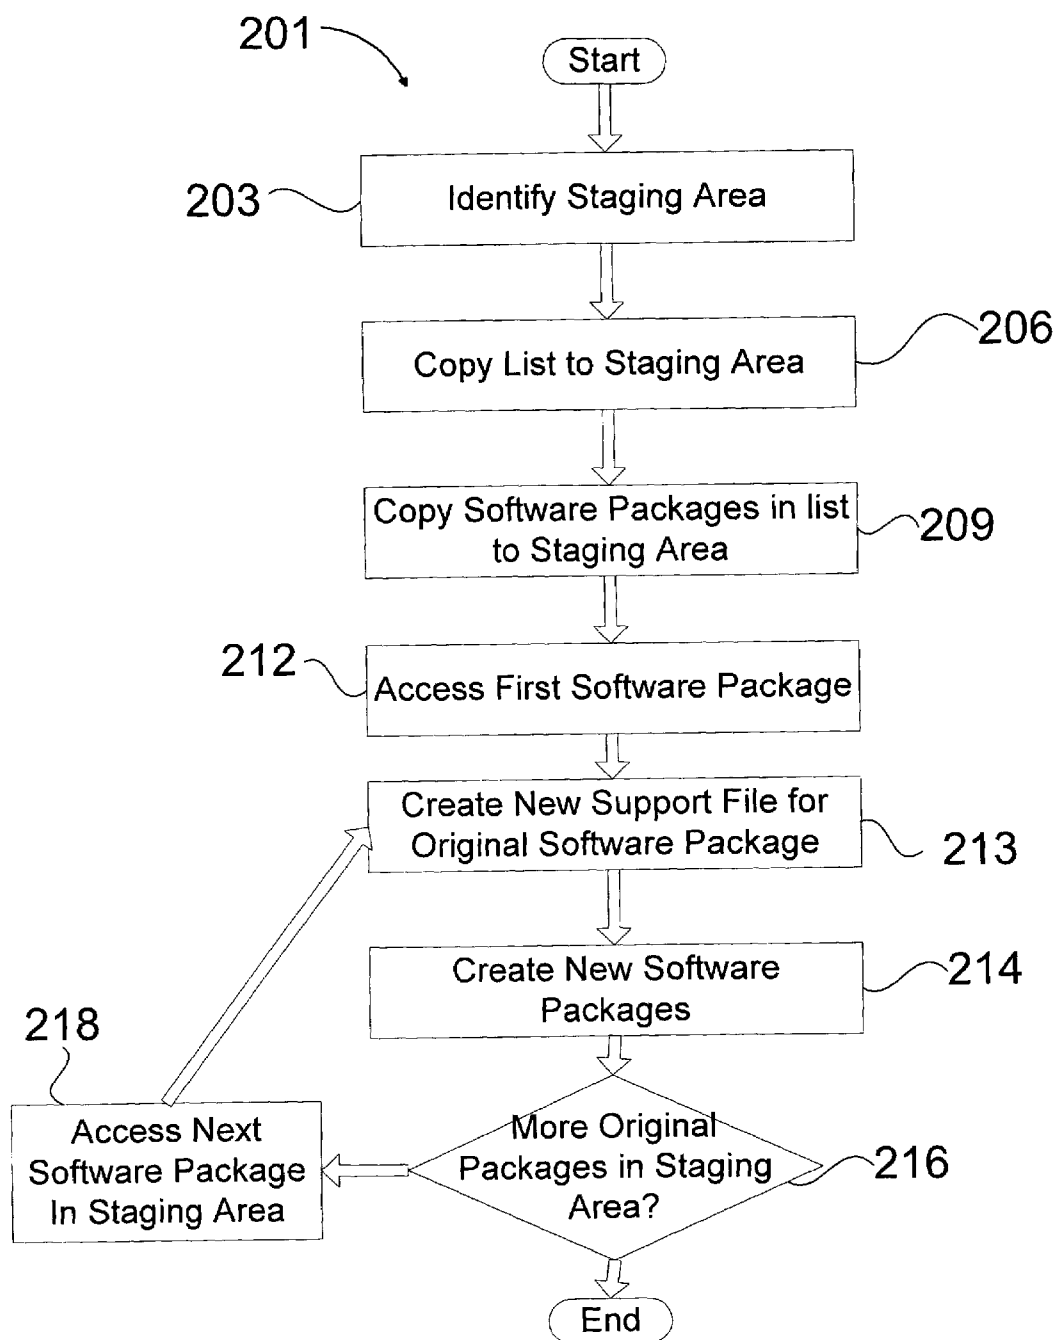 201
Start
203
Identify Staging Area
206
Copy List to Staging Area
Copy Software Packages in list
to Staging Area
209
212
Access First Software Package
Create New Support File for
Original Software Package
213
Create New Software
Packages
214
218
Access Next
Software Package
In Staging Area
More Original
Packages in Staging
Area?
216
End